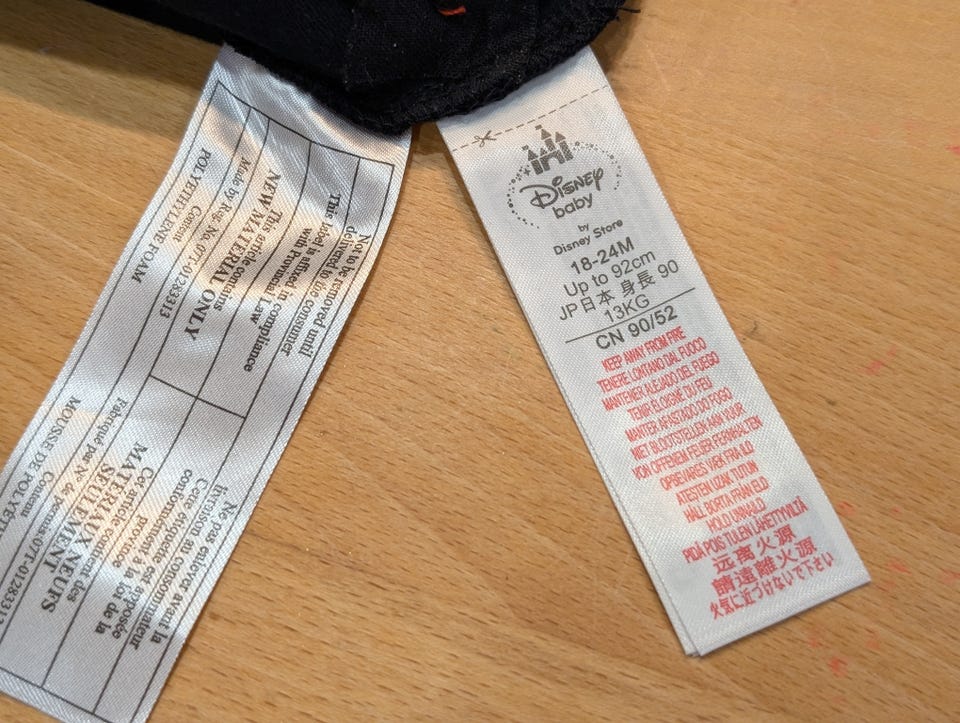 Not to be removed until
delivered to the consumer
This label is affixed in compliance
with Provincial Law
NEW MATERIAL ONLY
This article contains
Made by Reg. No. 07T-01283313
Content
POLYETHYLENE FOAM
Ne pas enlever avant la
livraison au consommateur
Cette étiquette est apposée
conformément à la loi de la
province
Cet article contient des
MATERIAUX NEUFS
SEULEMENT
Fabriqué par Nº de
07T-0128331
Contenu
MOUSSE DE
Disney
baby
by
Disney Store
18-24M
Up to 92cm
JP日本 身長 90
13KG
CN 90/52
KEEP AWAY FROM FIRE
TENERE LONTANO DAL FUOCO
MANTENER ALEJADO DEL FUEGO
TENIR ÉLOIGNÉ DU FEU
MANTER AFASTADO DO FOGO
NIET BLOOTSTELLEN AAN VUUR
VON OFFENEM FEUER FERNHALTEN
OPBEVARES VÆK FRA ILD
ATESTEN UZAK TUTUN
HÅLL BORTA FRÅN ELD
HOLD UNNA ILD
PIDÄ POIS TULEN LÄHETTYVILTÄ
远离火源
請遠離火源
火気に近づけないで下さい